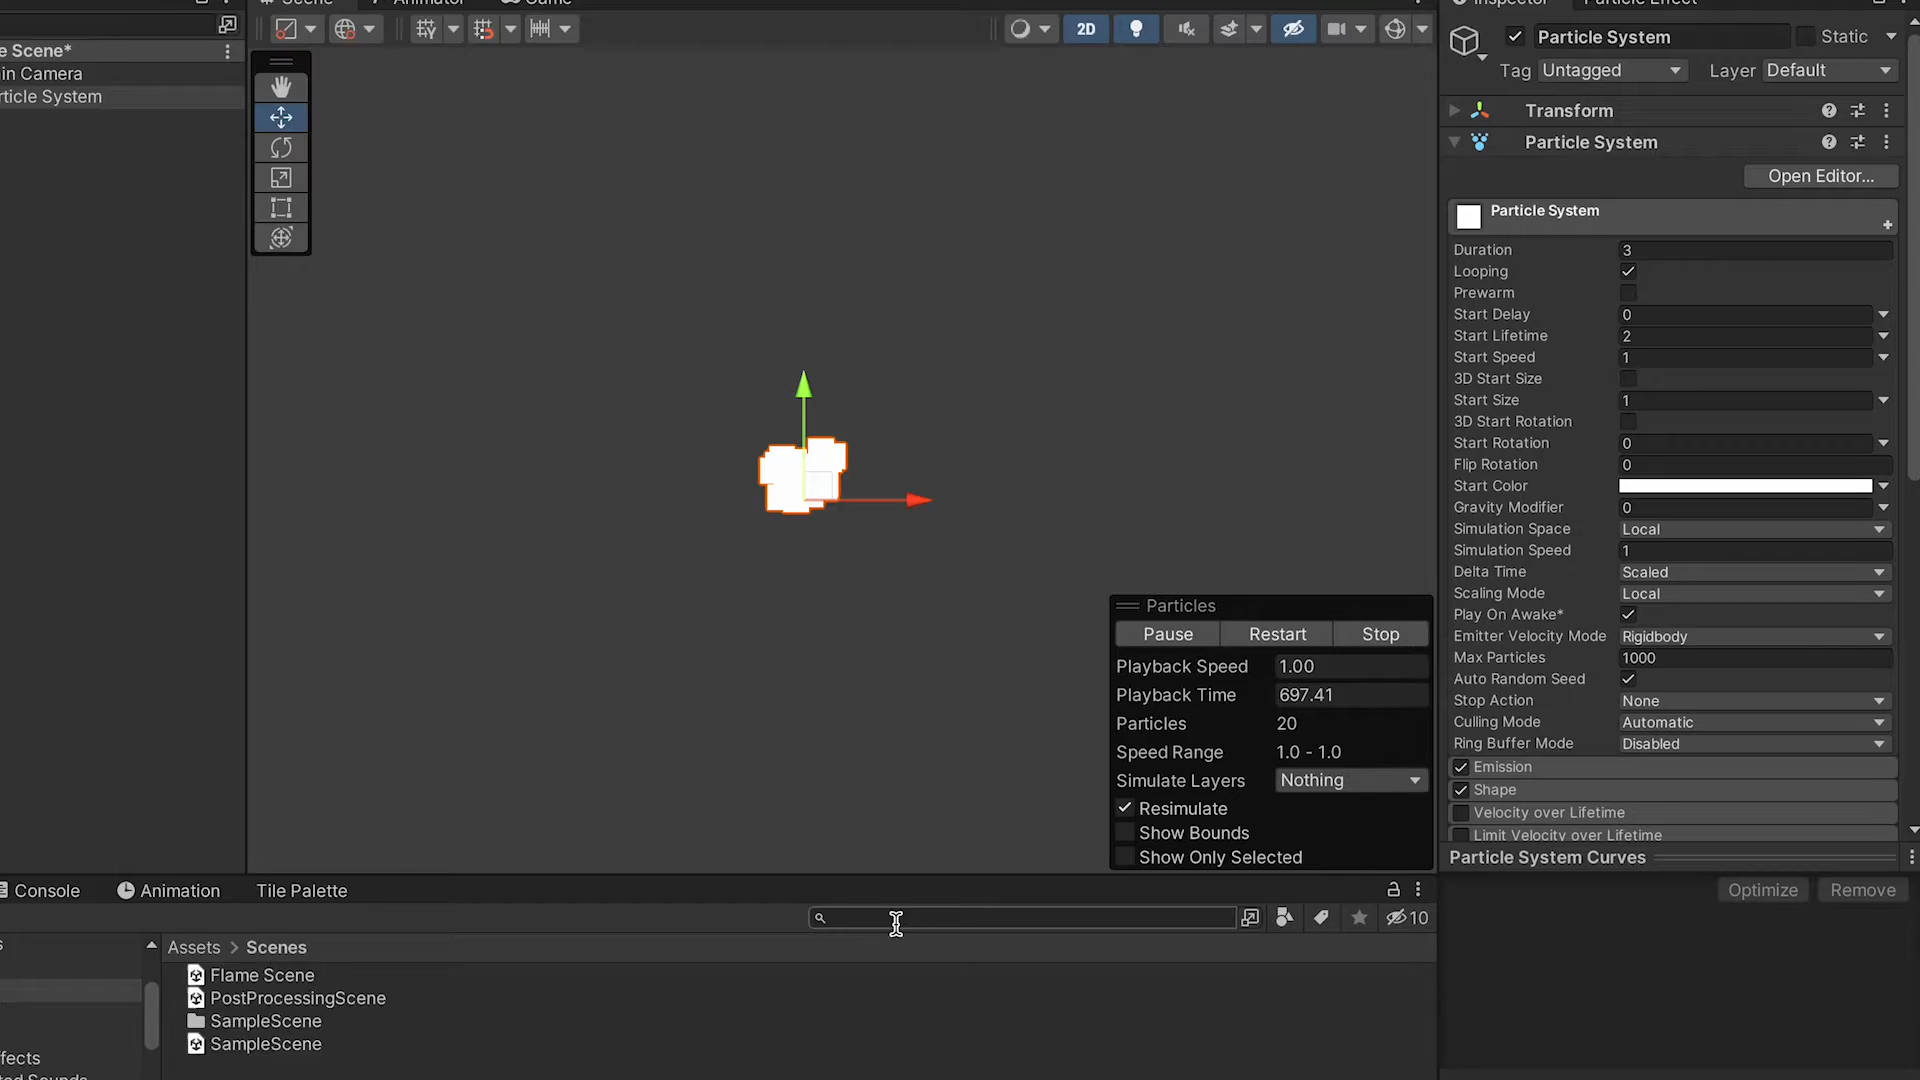 Scene
Animator
Game
Inspector
Particle Effect
e Scene*
in Camera
rticle System
2D
Particle System
Static
Tag
Untagged
Layer
Default
Transform
Particle System
Open Editor...
Particle System
Duration 3
Looping
Prewarm
Start Delay 0
Start Lifetime 2
Start Speed 1
3D Start Size
Start Size 1
3D Start Rotation
Start Rotation 0
Flip Rotation 0
Start Color
Gravity Modifier 0
Simulation Space Local
Simulation Speed 1
Delta Time Scaled
Scaling Mode Local
Play On Awake*
Emitter Velocity Mode Rigidbody
Max Particles 1000
Auto Random Seed
Stop Action None
Culling Mode Automatic
Ring Buffer Mode Disabled
Emission
Shape
Velocity over Lifetime
Limit Velocity over Lifetime
Particle System Curves
Optimize Remove
Particles
Pause Restart Stop
Playback Speed 1.00
Playback Time 697.41
Particles 20
Speed Range 1.0 - 1.0
Simulate Layers Nothing
Resimulate
Show Bounds
Show Only Selected
Console Animation Tile Palette
10
Assets > Scenes
Flame Scene
PostProcessingScene
SampleScene
SampleScene
ffects